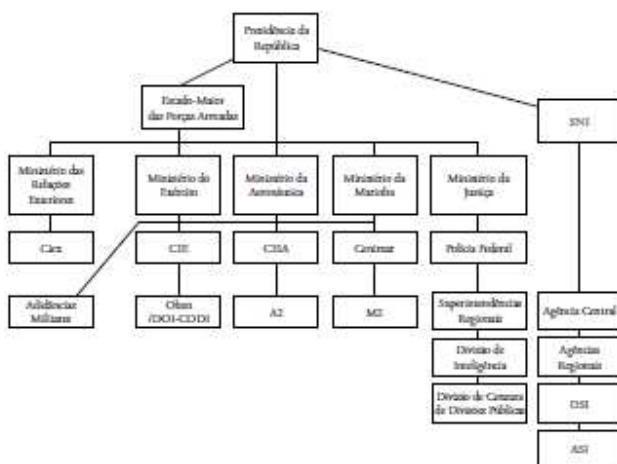 Presidência da
República
Estado-Maior
das Forças Armadas
SNI
Ministério das
Relações
Exteriores
Ministério do
Exército
Ministério da
Aeronáutica
Ministério da
Marinha
Ministério da
Justiça
Ciex
CIE
CISA
Cenimar
Polícia Federal
Adidâncias
Militares
Oban
/DOI-CODI
A2
M2
Superintendências
Regionais
Agência Central
Divisão de
Inteligência
Agências
Regionais
Divisão de Censura
de Diversões Públicas
DSI
ASI